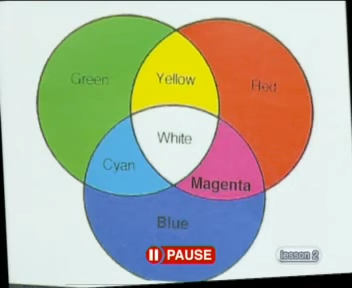 Green
Yellow
Red
White
Cyan
Magenta
Blue
PAUSE
lesson 2